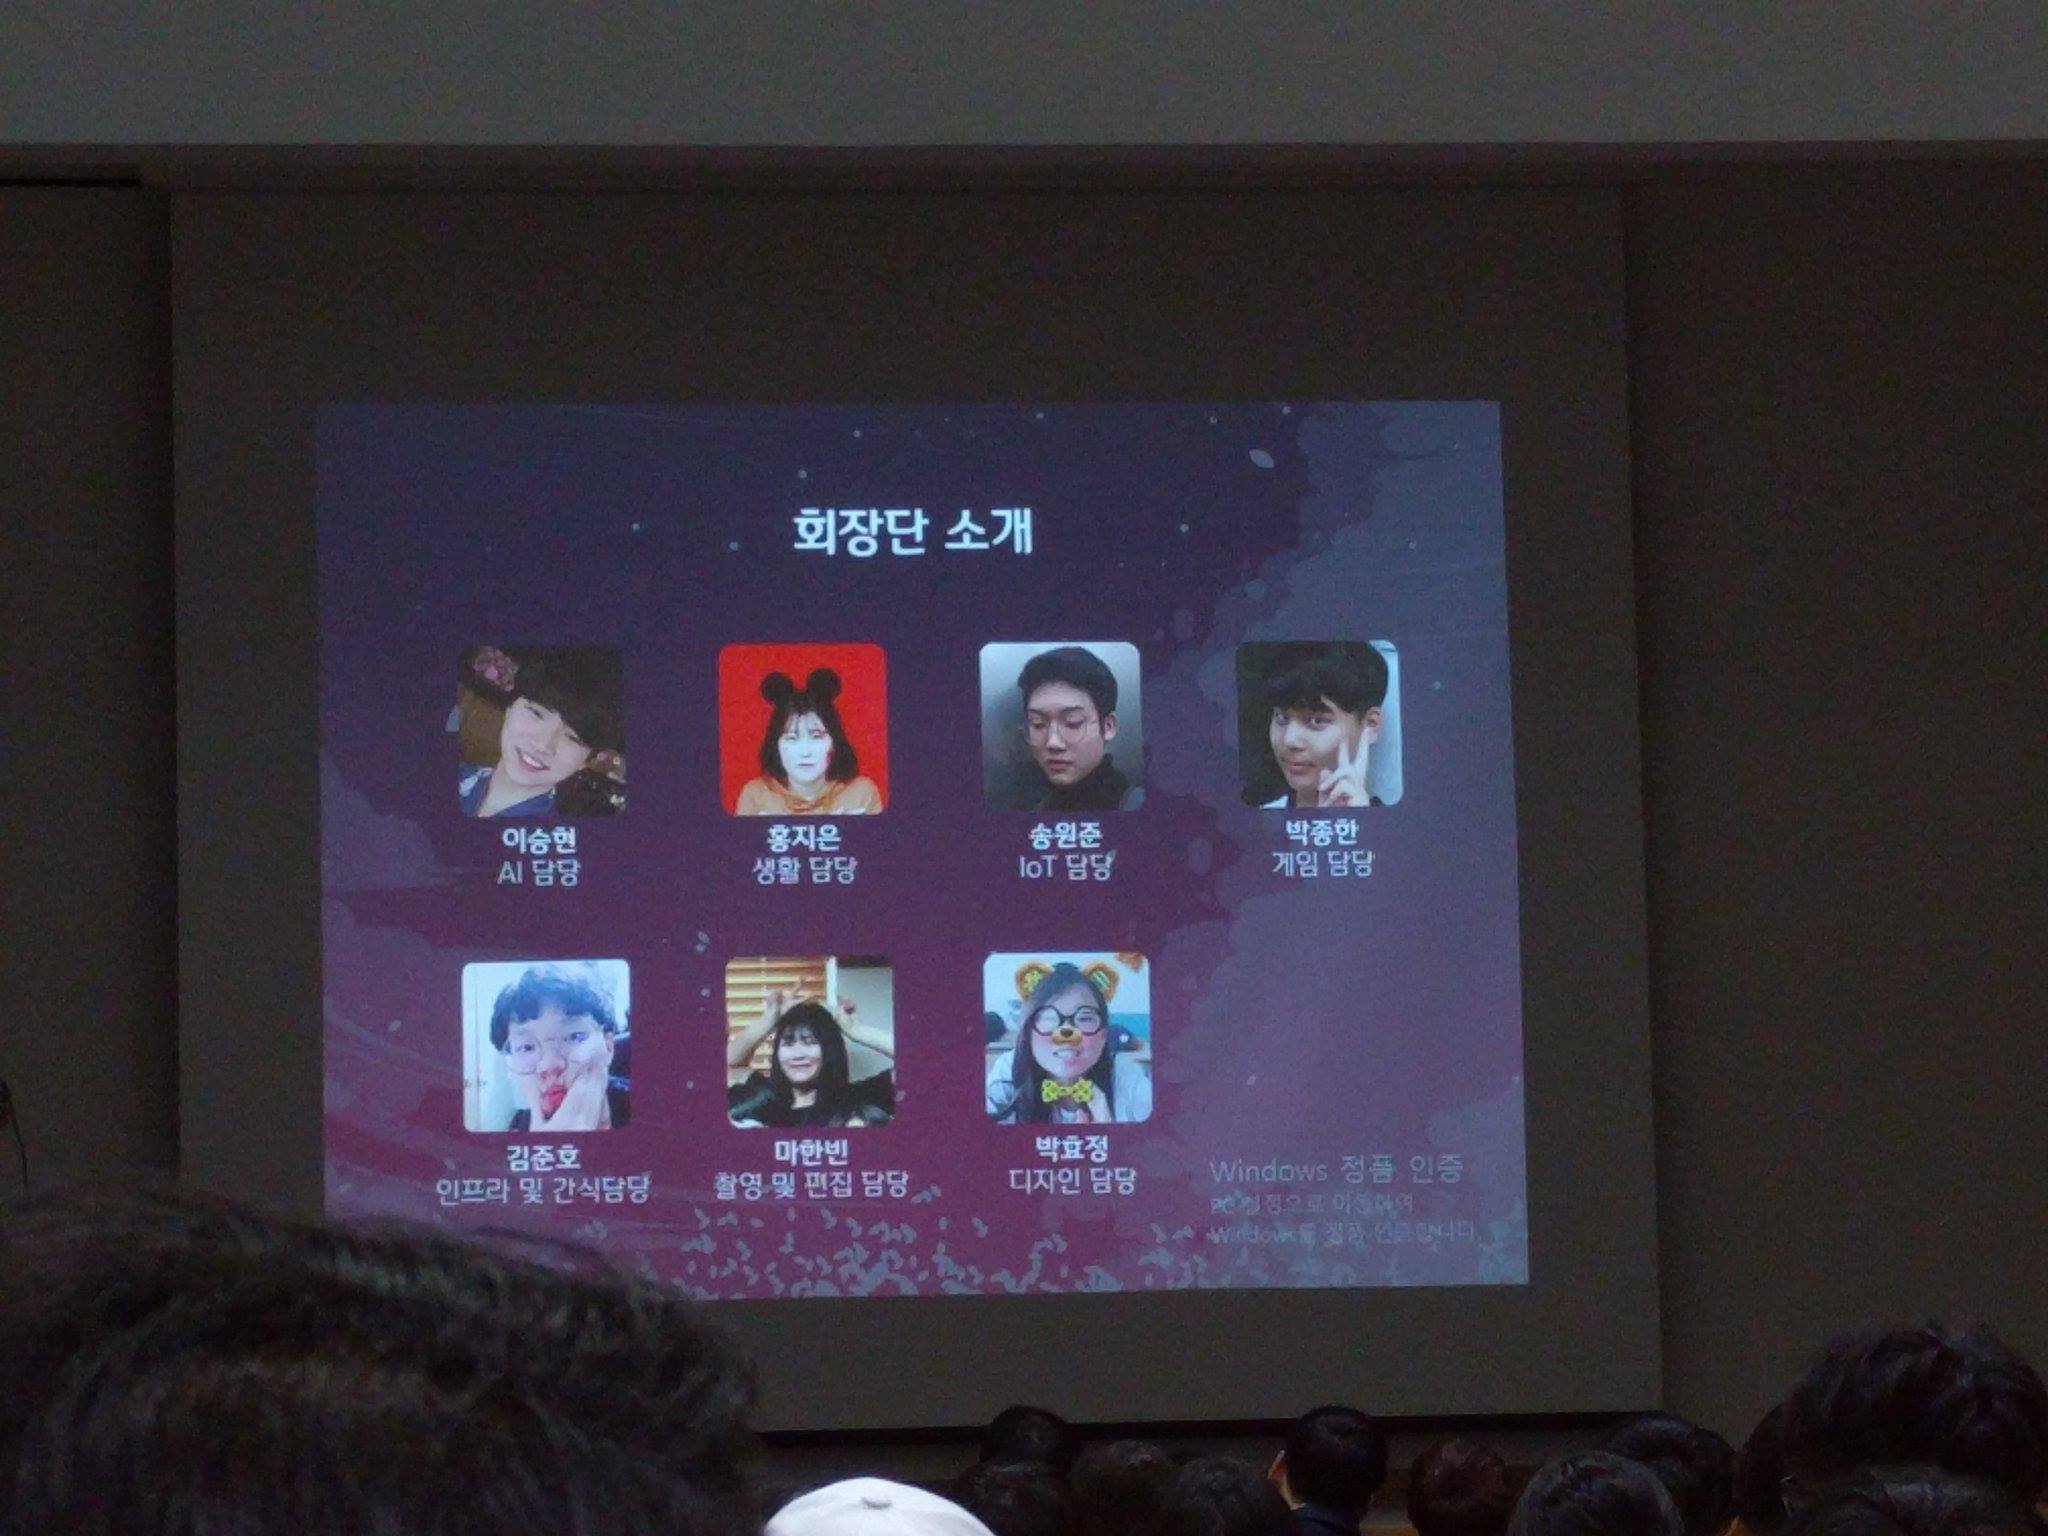 회장단 소개
이승현
AI 담당
홍지은
생활 담당
송원준
IoT 담당
박종한
게임 담당
김준호
인프라 및 간식담당
마한빈
촬영 및 편집 담당
박효정
디자인 담당
Windows 정품 인증
PC 설정으로 이동하여
Windows를 정품 인증합니다.